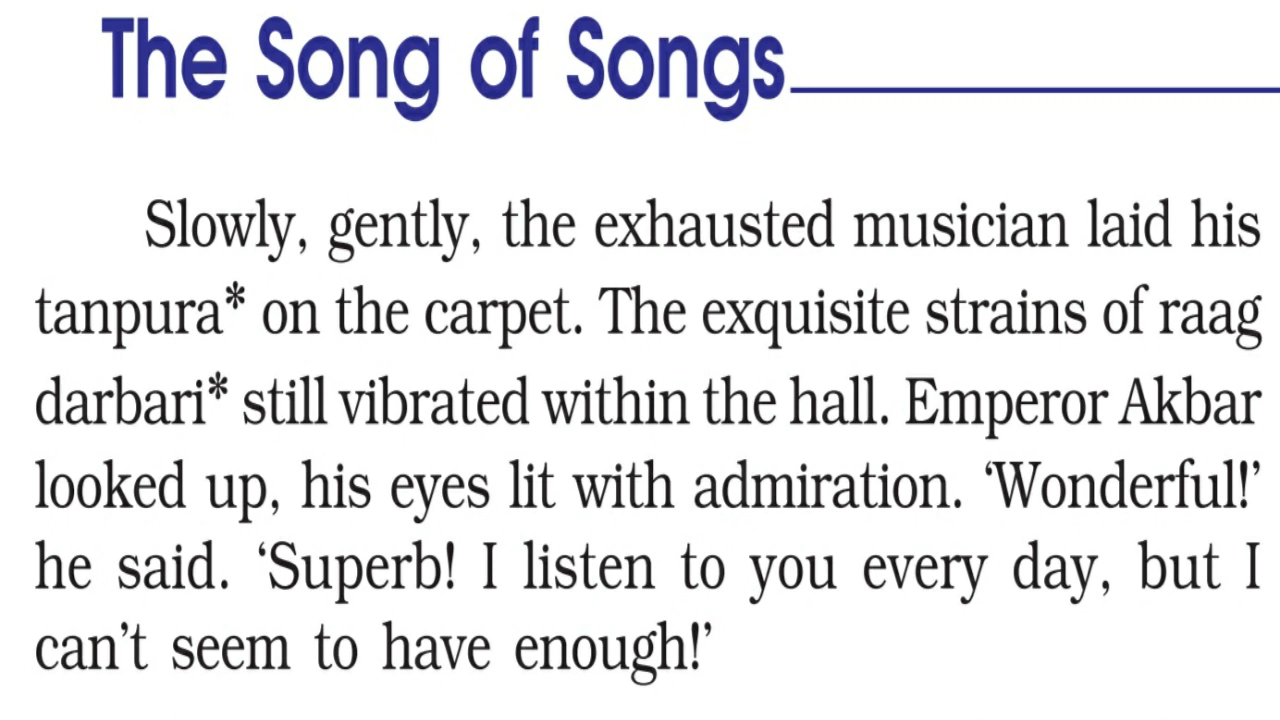 The Song of Songs
Slowly, gently, the exhausted musician laid his
tanpura* on the carpet. The exquisite strains of raag
darbari* still vibrated within the hall. Emperor Akbar
looked up, his eyes lit with admiration. ‘Wonderful!’
he said. ‘Superb! I listen to you every day, but I
can’t seem to have enough!’